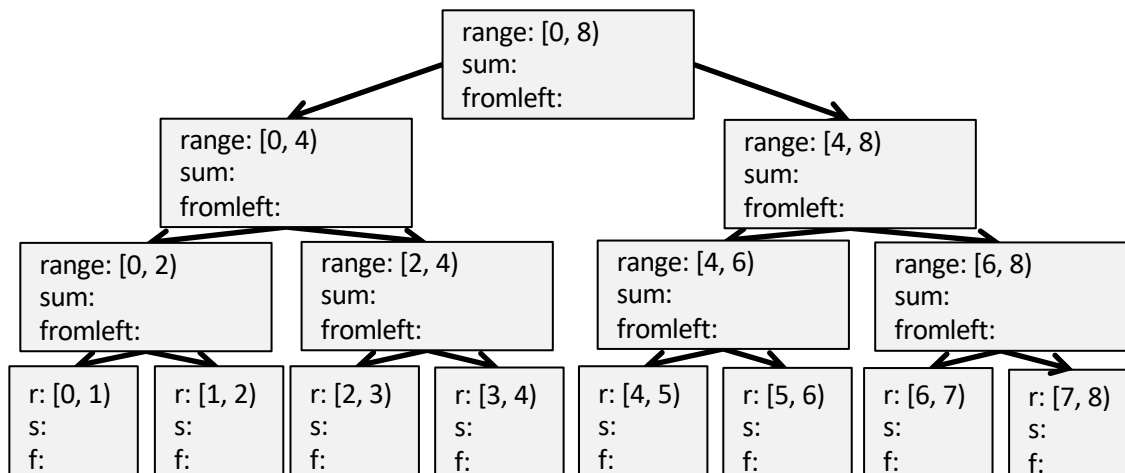 range: [0, 8)
sum:
fromleft:
range: [0, 4)
sum:
fromleft:
range: [4, 8)
sum:
fromleft:
range: [0, 2)
sum:
fromleft:
range: [2, 4)
sum:
fromleft:
range: [4, 6)
sum:
fromleft:
range: [6, 8)
sum:
fromleft:
r: [0, 1)
s:
f:
r: [1, 2)
s:
f:
r: [2, 3)
s:
f:
r: [3, 4)
s:
f:
r: [4, 5)
s:
f:
r: [5, 6)
s:
f:
r: [6, 7)
s:
f:
r: [7, 8)
s:
f: